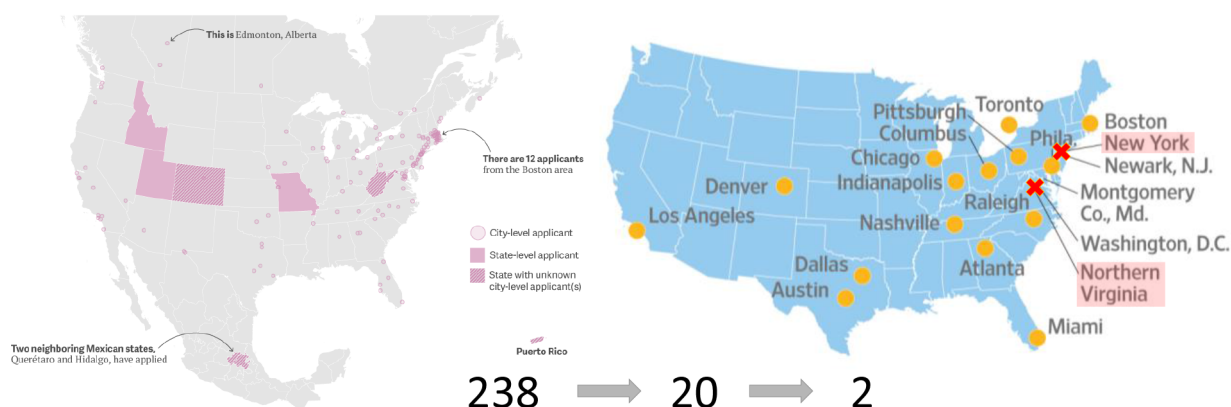 This is Edmonton, Alberta
There are 12 applicants
from the Boston area
City-level applicant
State-level applicant
State with unknown
city-level applicant(s)
Two neighboring Mexican states,
Querétaro and Hidalgo, have applied
Puerto Rico
Pittsburgh
Toronto
Columbus
Phila.
Boston
New York
Chicago
Newark, N.J.
Indianapolis
Denver
Montgomery
Co., Md.
Raleigh
Los Angeles
Nashville
Washington, D.C.
Atlanta
Dallas
Northern
Virginia
Austin
Miami
238 20 2